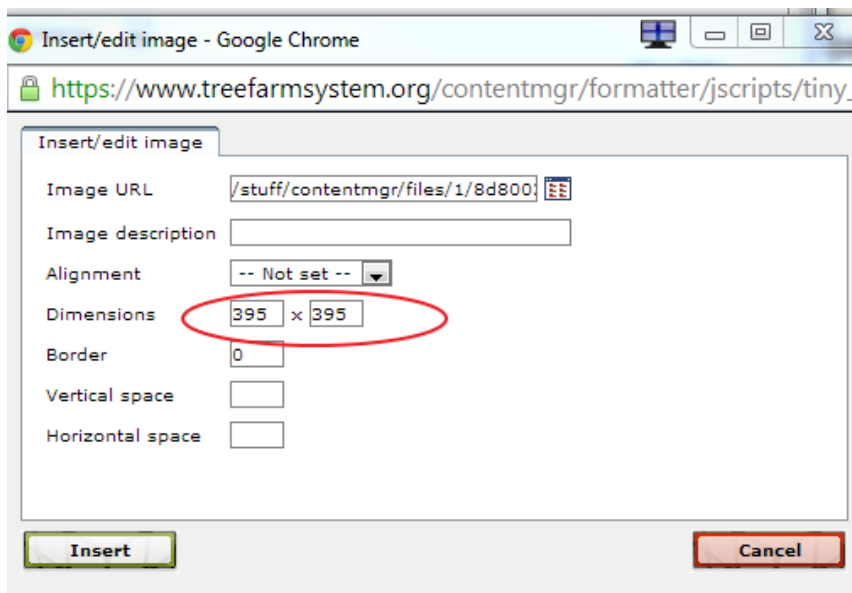 Insert/edit image - Google Chrome
https://www.treefarmsystem.org/contentmgr/formatter/jscripts/tiny_
Insert/edit image
Image URL /stuff/contentmgr/files/1/8d800
Image description
Alignment -- Not set --
Dimensions 395 x 395
Border 0
Vertical space
Horizontal space
Insert Cancel